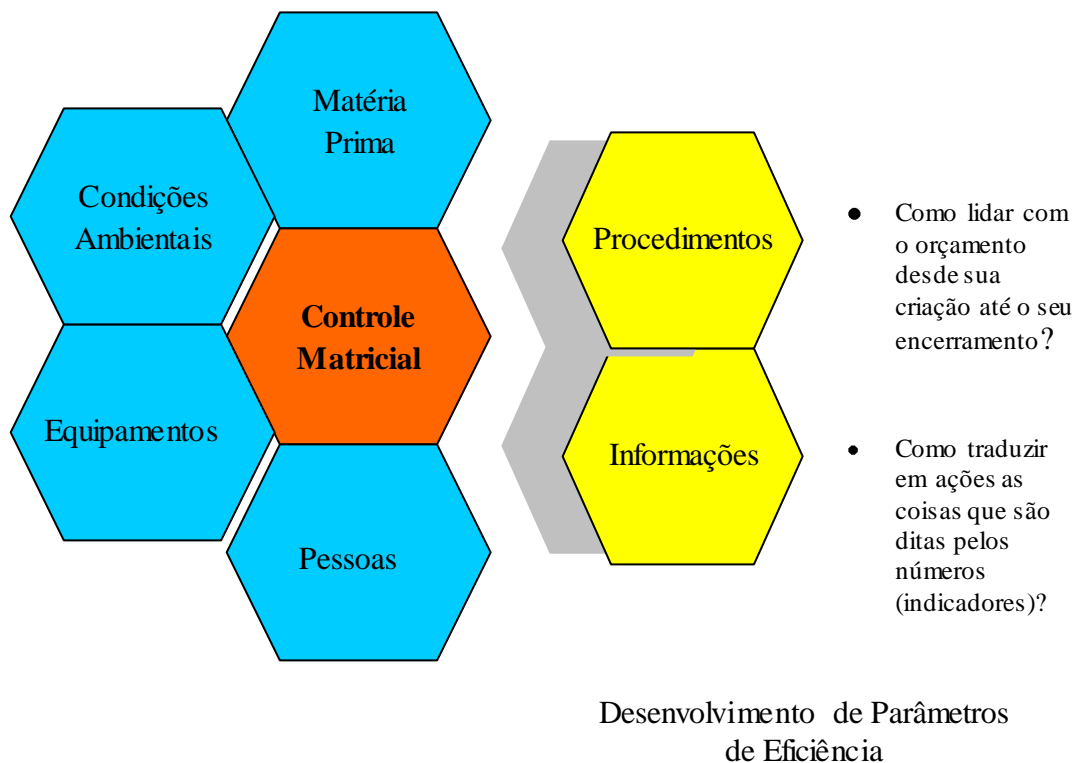 Matéria
Prima
Condições
Ambientais
Controle
Matricial
Equipamentos
Pessoas
Procedimentos
Informações
● Como lidar com
o orçamento
desde sua
criação até o seu
encerramento?
● Como traduzir
em ações as
coisas que são
ditas pelos
números
(indicadores)?
Desenvolvimento de Parâmetros
de Eficiência